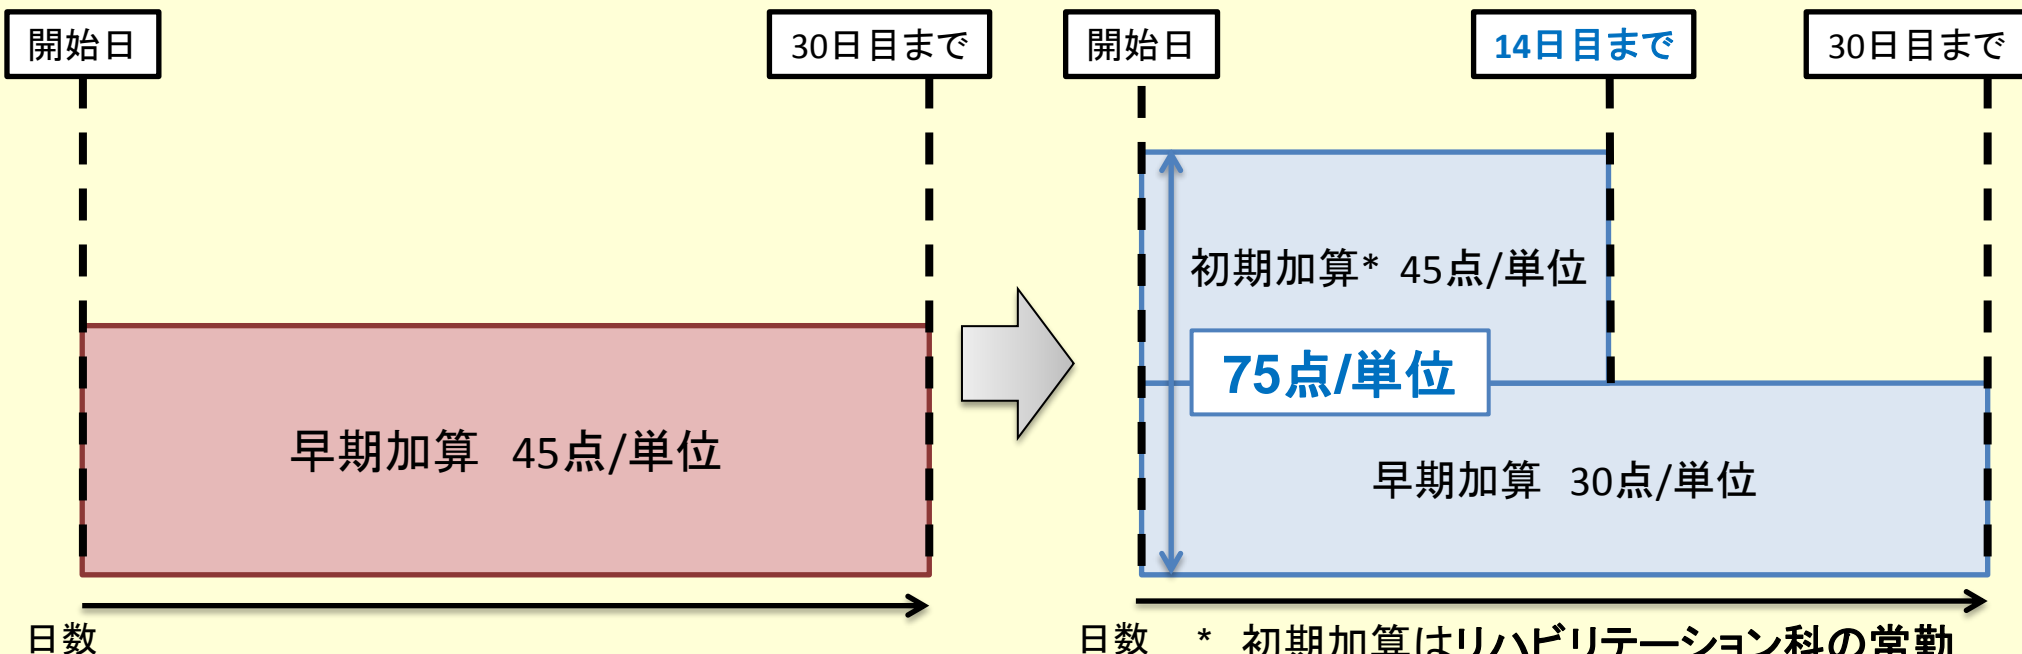 開始日
30日目まで
早期加算 45点/単位
日数
開始日
14日目まで
30日目まで
初期加算* 45点/単位
75点/単位
早期加算 30点/単位
日数
* 初期加算はリハビリテーション科の常勤